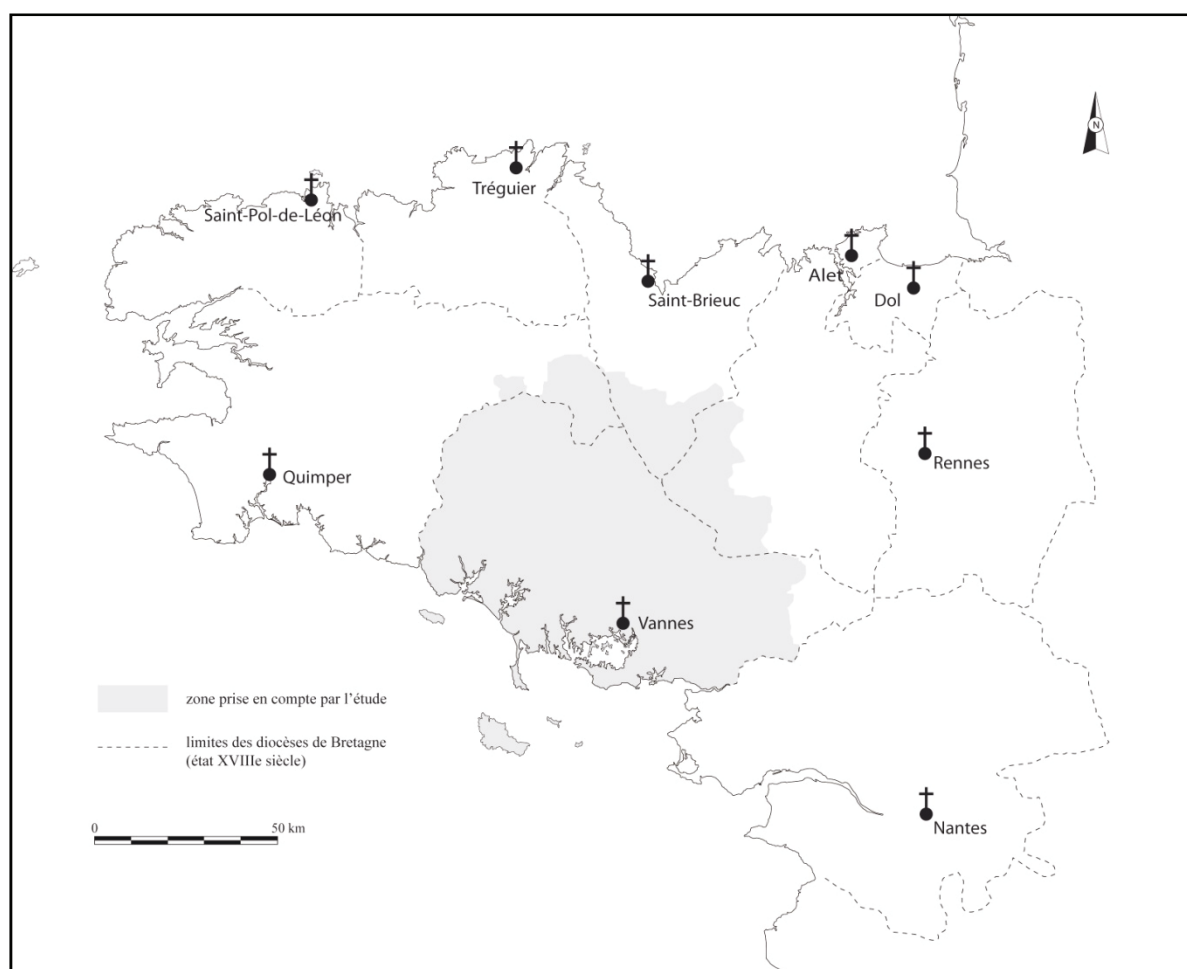 N
Tréguier
Saint-Pol-de-Léon
Alet
Saint-Brieuc
Dol
Rennes
Quimper
Vannes
zone prise en compte par l’étude
limites des diocèses de Bretagne
(état XVIIIe siècle)
0 50 km
Nantes